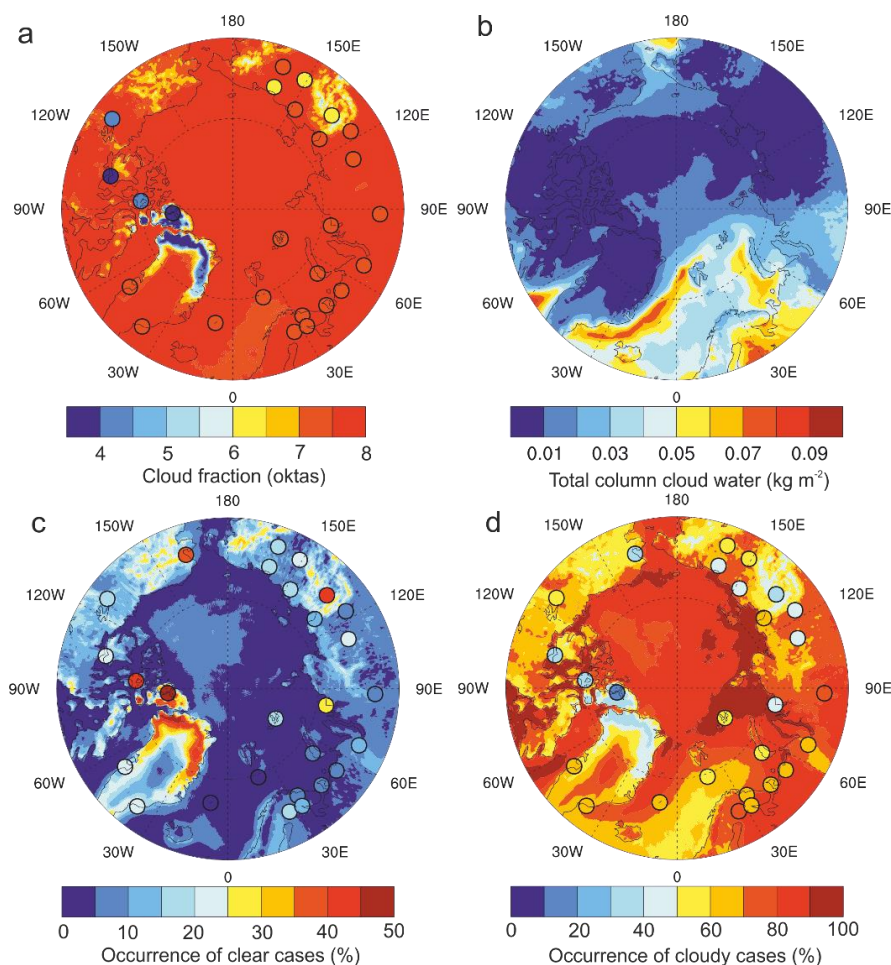 a
180
150W
150E
120W
120E
90W
90E
60W
60E
30W
30E
0
4 5 6 7 8
Cloud fraction (oktas)
b
180
150W
150E
120W
120E
90W
90E
60W
60E
30W
30E
0
0.01 0.03 0.05 0.07 0.09
Total column cloud water (kg m⁻²)
c
180
150W
150E
120W
120E
90W
90E
60W
60E
30W
30E
0
0 10 20 30 40 50
Occurrence of clear cases (%)
d
180
150W
150E
120W
120E
90W
90E
60W
60E
30W
30E
0
0 20 40 60 80 100
Occurrence of cloudy cases (%)